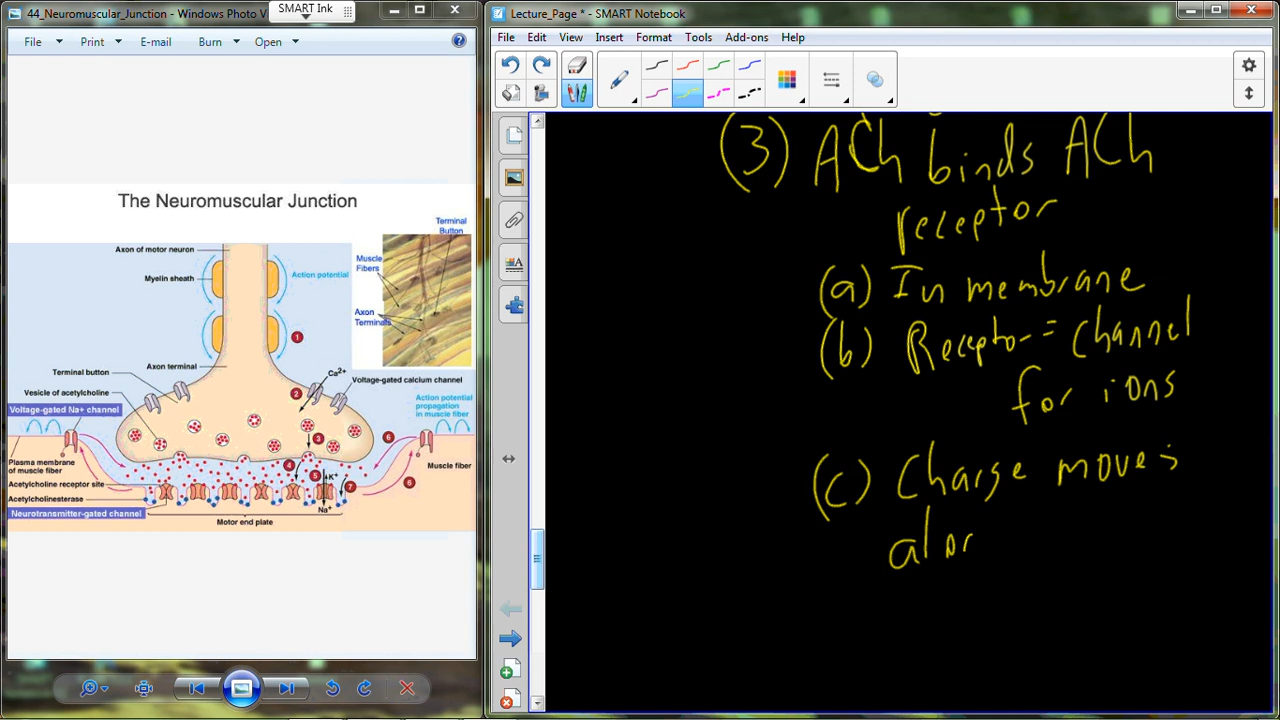 44_Neuromuscular_Junction - Windows Photo V
SMART Ink
File Print E-mail Burn Open
The Neuromuscular Junction
Axon of motor neuron
Myelin sheath
Action potential
Terminal
Button
Muscle
Fibers
Axon
Terminals
1
Axon terminal
Terminal button
Ca2+
Voltage-gated calcium channel
2
Vesicle of acetylcholine
Voltage-gated Na+ channel
Action potential
propagation
in muscle fiber
3
6
4
5
K+
7
6
Plasma membrane
of muscle fiber
Muscle fiber
Acetylcholine receptor site
Acetylcholinesterase
Neurotransmitter-gated channel
Na+
Motor end plate
Lecture_Page * - SMART Notebook
File Edit View Insert Format Tools Add-ons Help
(3) ACh binds ACh
receptor
(a) In membrane
(b) Receptor = channel
for ions
(c) Charge moves
alor